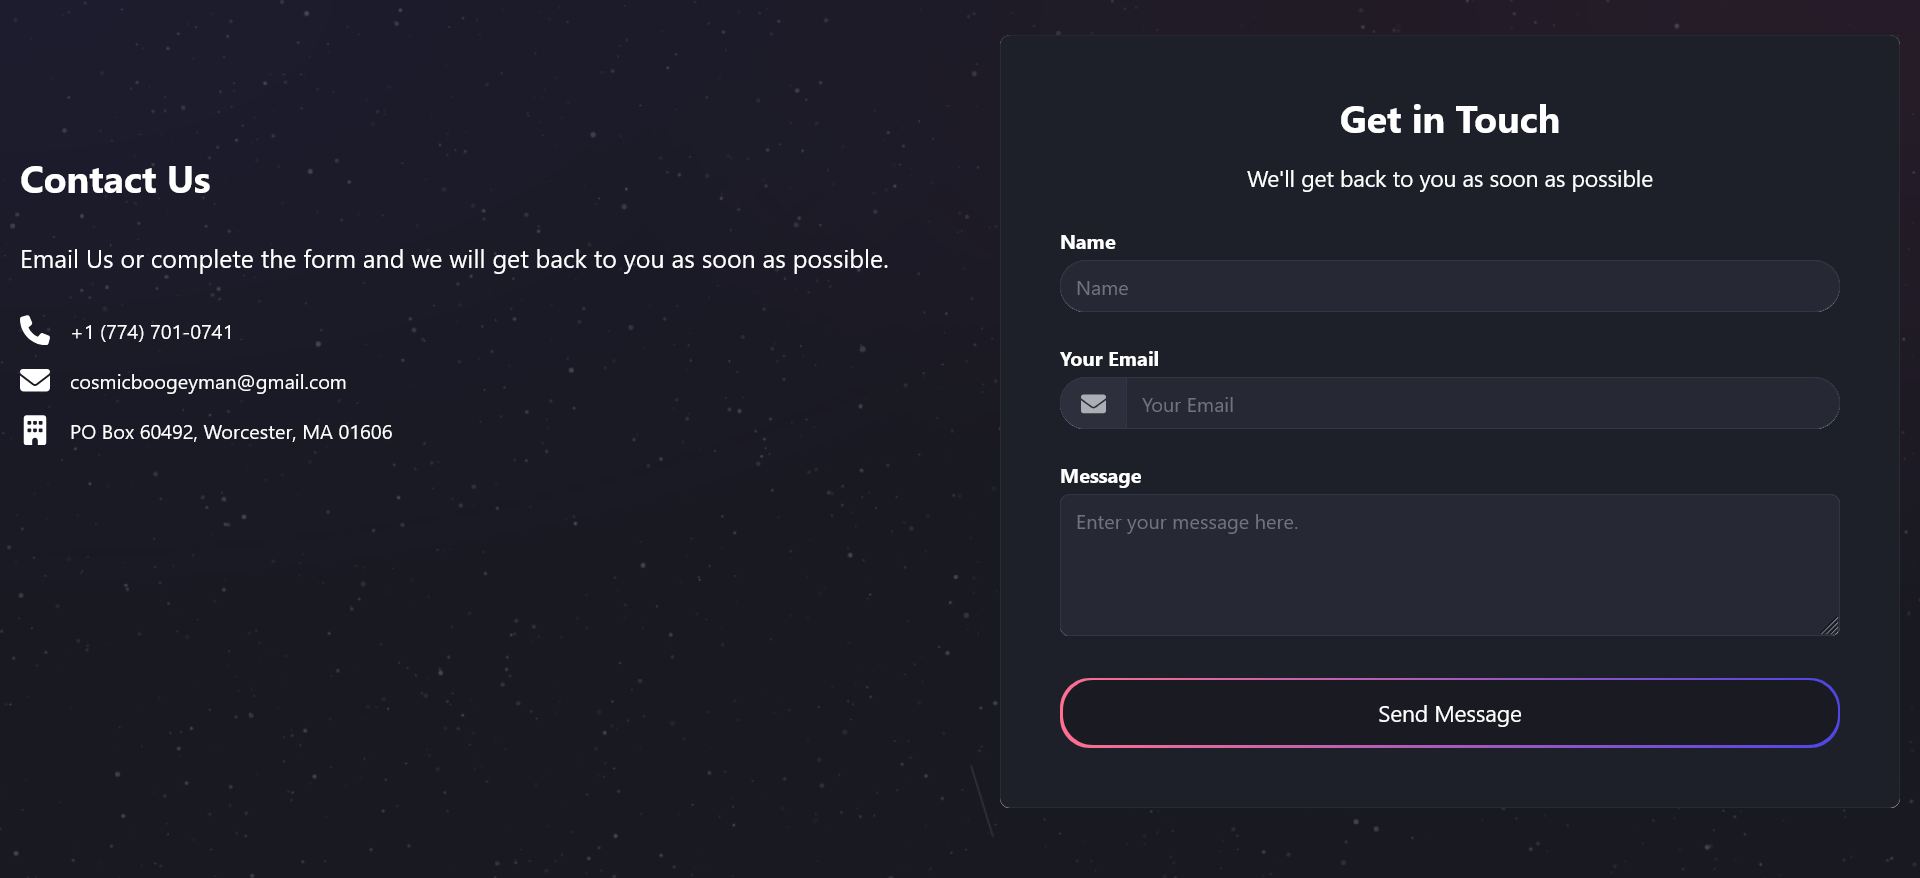 Contact Us
Email Us or complete the form and we will get back to you as soon as possible.
+1 (774) 701-0741
cosmicboogeyman@gmail.com
PO Box 60492, Worcester, MA 01606
Get in Touch
We'll get back to you as soon as possible
Name
Name
Your Email
Your Email
Message
Enter your message here.
Send Message